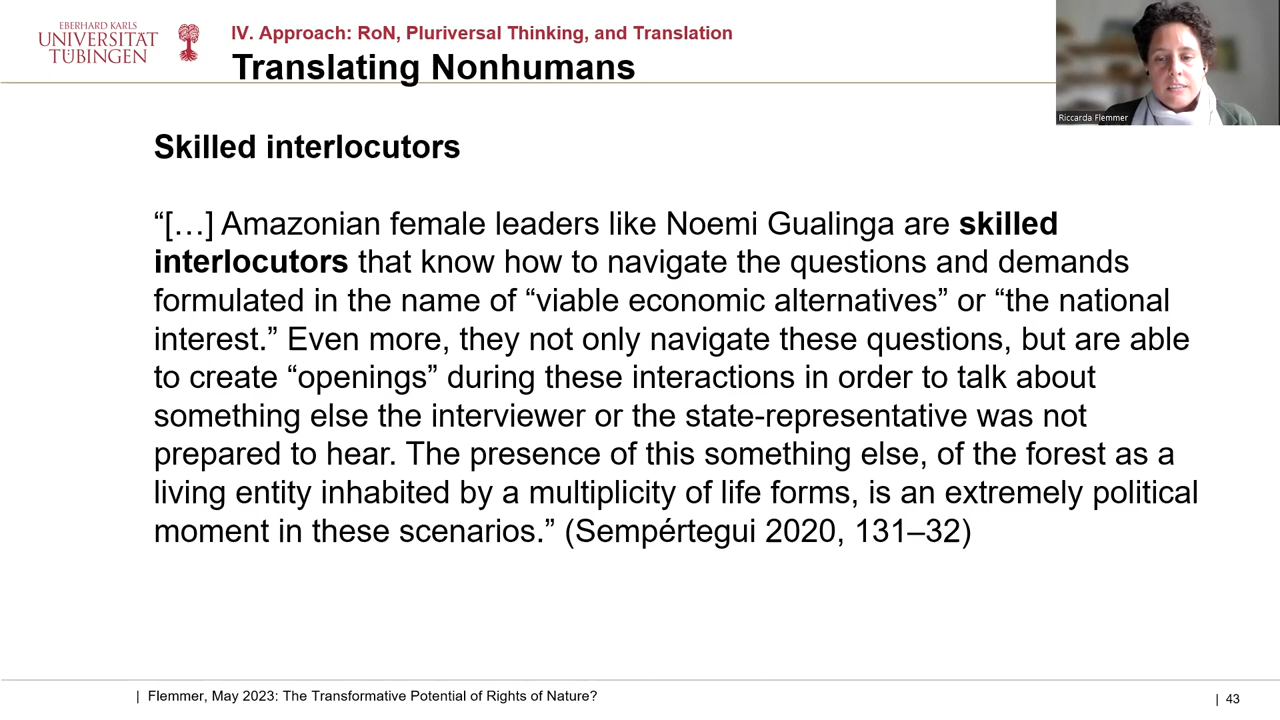 EBERHARD KARLS
UNIVERSITÄT
TÜBINGEN
IV. Approach: RoN, Pluriversal Thinking, and Translation
Translating Nonhumans
Riccarda Flemmer
Skilled interlocutors
“[…] Amazonian female leaders like Noemi Gualinga are skilled
interlocutors that know how to navigate the questions and demands
formulated in the name of “viable economic alternatives” or “the national
interest.” Even more, they not only navigate these questions, but are able
to create “openings” during these interactions in order to talk about
something else the interviewer or the state-representative was not
prepared to hear. The presence of this something else, of the forest as a
living entity inhabited by a multiplicity of life forms, is an extremely political
moment in these scenarios.” (Sempértegui 2020, 131–32)
| Flemmer, May 2023: The Transformative Potential of Rights of Nature?
| 43